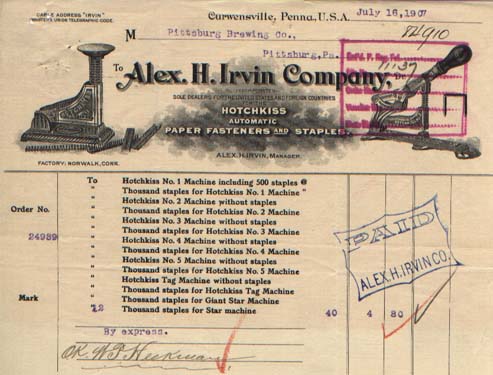 CABLE ADDRESS "IRVIN"
WESTERN UNION TELEGRAPHIC CODE.
Curwensville, Penna., U.S.A. July 16, 1907
M Pittsburg Brewing Co.,
Pittsburg, Pa.
To Alex. H. Irvin Company, Dr.
SOLE DEALERS FOR THE UNITED STATES AND FOREIGN COUNTRIES
HOTCHKISS
AUTOMATIC
PAPER FASTENERS AND STAPLES.
ALEX. H. IRVIN, MANAGER.
FACTORY: NORWALK, CONN.
11137
To Hotchkiss No. 1 Machine including 500 staples @
" Thousand staples for Hotchkiss No. 1 Machine "
" Hotchkiss No. 2 Machine without staples
" Thousand staples for Hotchkiss No. 2 Machine
" Hotchkiss No. 3 Machine without staples
" Thousand staples for Hotchkiss No. 3 Machine
" Hotchkiss No. 4 Machine without staples
" Thousand staples for Hotchkiss No. 4 Machine
" Hotchkiss No. 5 Machine without staples
" Thousand staples for Hotchkiss No. 5 Machine
" Hotchkiss Tag Machine without staples
" Thousand staples for Hotchkiss Tag Machine
" Thousand staples for Giant Star Machine
12 Thousand staples for Star machine 40 4 80
Order No.
24939
Mark
PAID
ALEX. H. IRVIN CO.
By express.
OK.